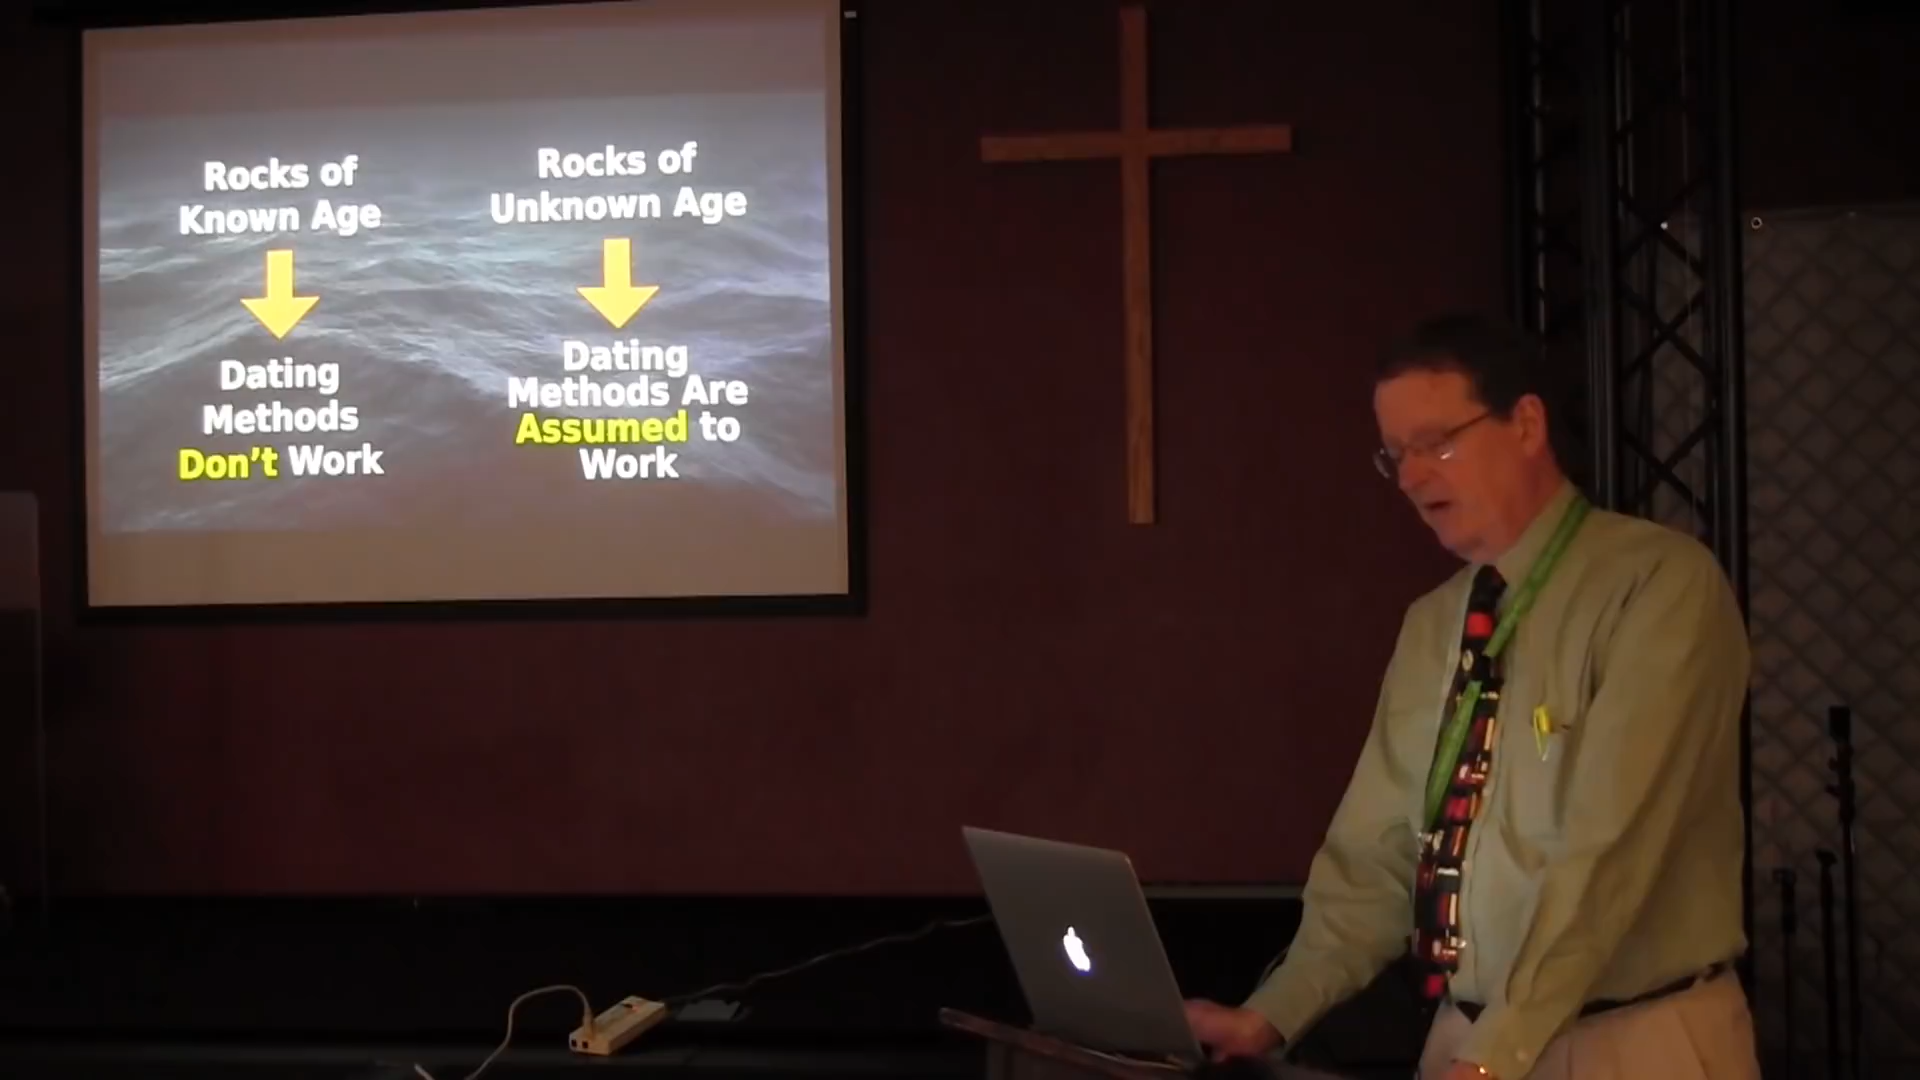 Rocks of
Known Age
Dating
Methods
Don't Work
Rocks of
Unknown Age
Dating
Methods Are
Assumed to
Work